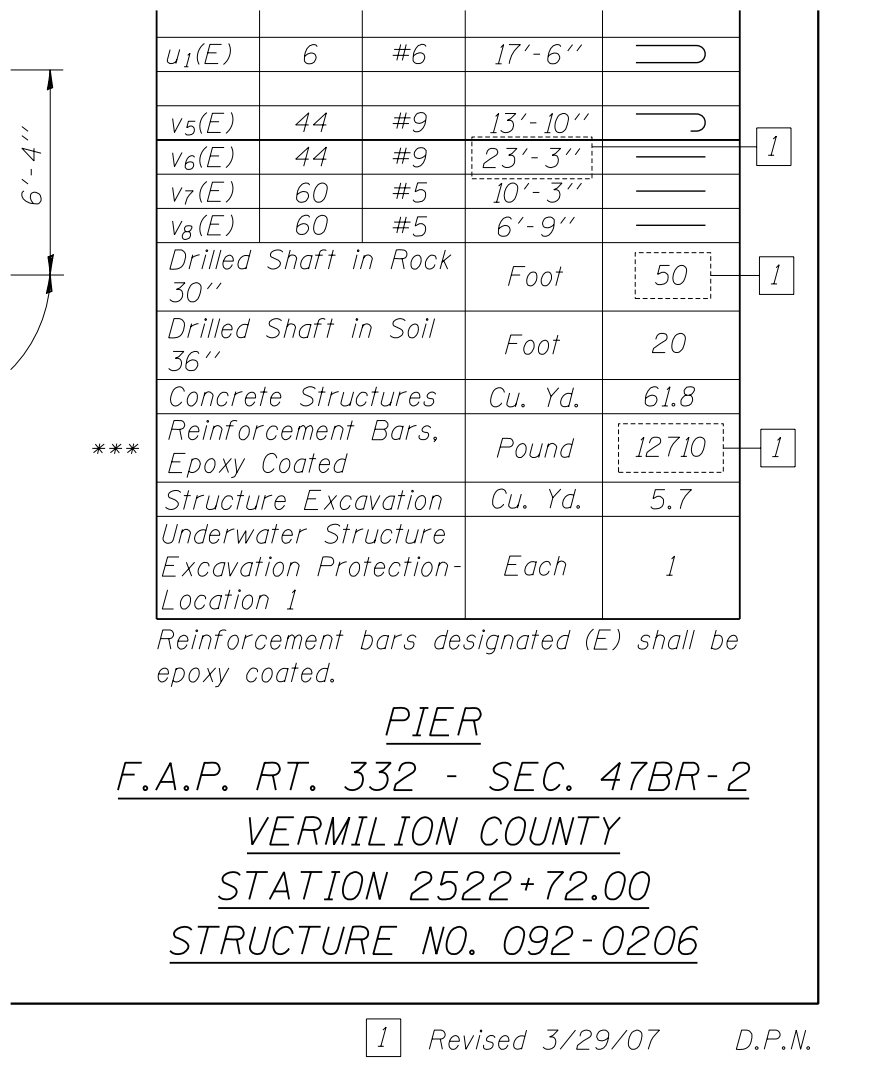 u1(E) 6 #6 17'-6''
v5(E) 44 #9 13'-10''
v6(E) 44 #9 23'-3'' 1
v7(E) 60 #5 10'-3''
v8(E) 60 #5 6'-9''
6'-4''
Drilled Shaft in Rock
30'' Foot 50 1
Drilled Shaft in Soil
36'' Foot 20
Concrete Structures Cu. Yd. 61.8
*** Reinforcement Bars,
Epoxy Coated Pound 12710 1
Structure Excavation Cu. Yd. 5.7
Underwater Structure
Excavation Protection- Each 1
Location 1
Reinforcement bars designated (E) shall be
epoxy coated.
PIER
F.A.P. RT. 332 - SEC. 47BR-2
VERMILION COUNTY
STATION 2522+72.00
STRUCTURE NO. 092-0206
1 Revised 3/29/07 D.P.N.